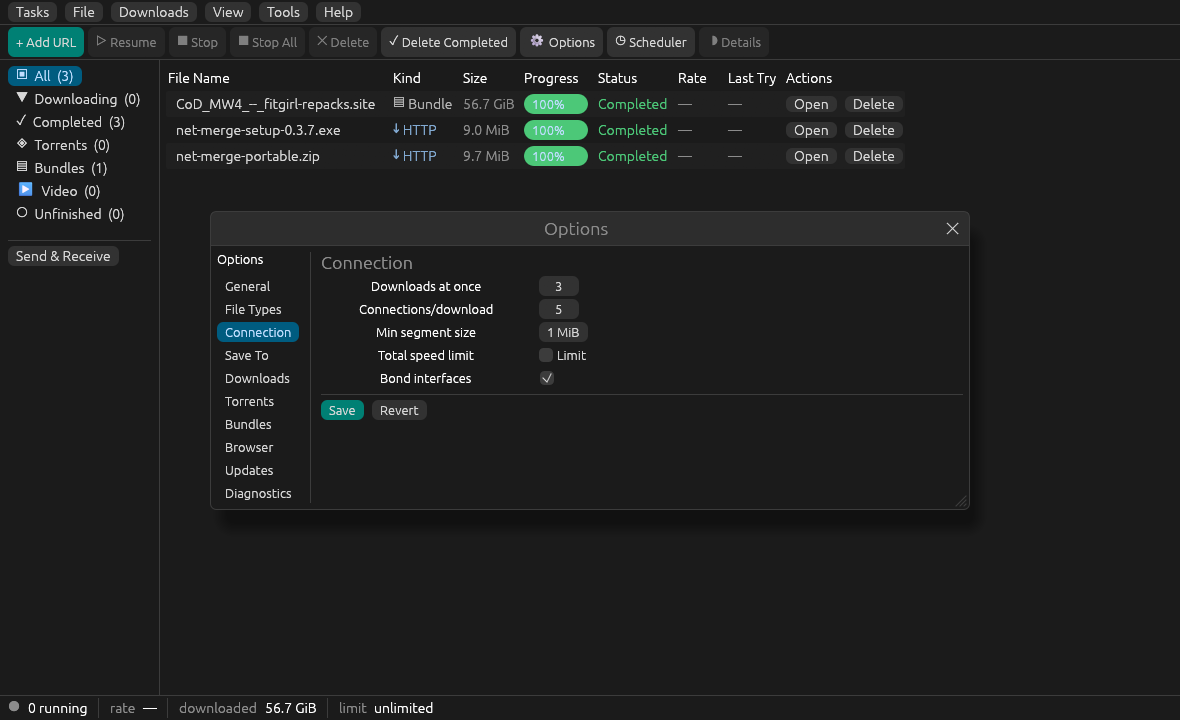 Tasks File Downloads View Tools Help
+ Add URL Resume Stop Stop All Delete Delete Completed Options Scheduler Details
All (3)
Downloading (0)
Completed (3)
Torrents (0)
Bundles (1)
Video (0)
Unfinished (0)
Send & Receive
File Name Kind Size Progress Status Rate Last Try Actions
CoD_MW4_–_fitgirl-repacks.site Bundle 56.7 GiB 100% Completed — — Open Delete
net-merge-setup-0.3.7.exe HTTP 9.0 MiB 100% Completed — — Open Delete
net-merge-portable.zip HTTP 9.7 MiB 100% Completed — — Open Delete
Options
Options
General
File Types
Connection
Save To
Downloads
Torrents
Bundles
Browser
Updates
Diagnostics
Connection
Downloads at once 3
Connections/download 5
Min segment size 1 MiB
Total speed limit Limit
Bond interfaces
Save Revert
0 running rate — downloaded 56.7 GiB limit unlimited